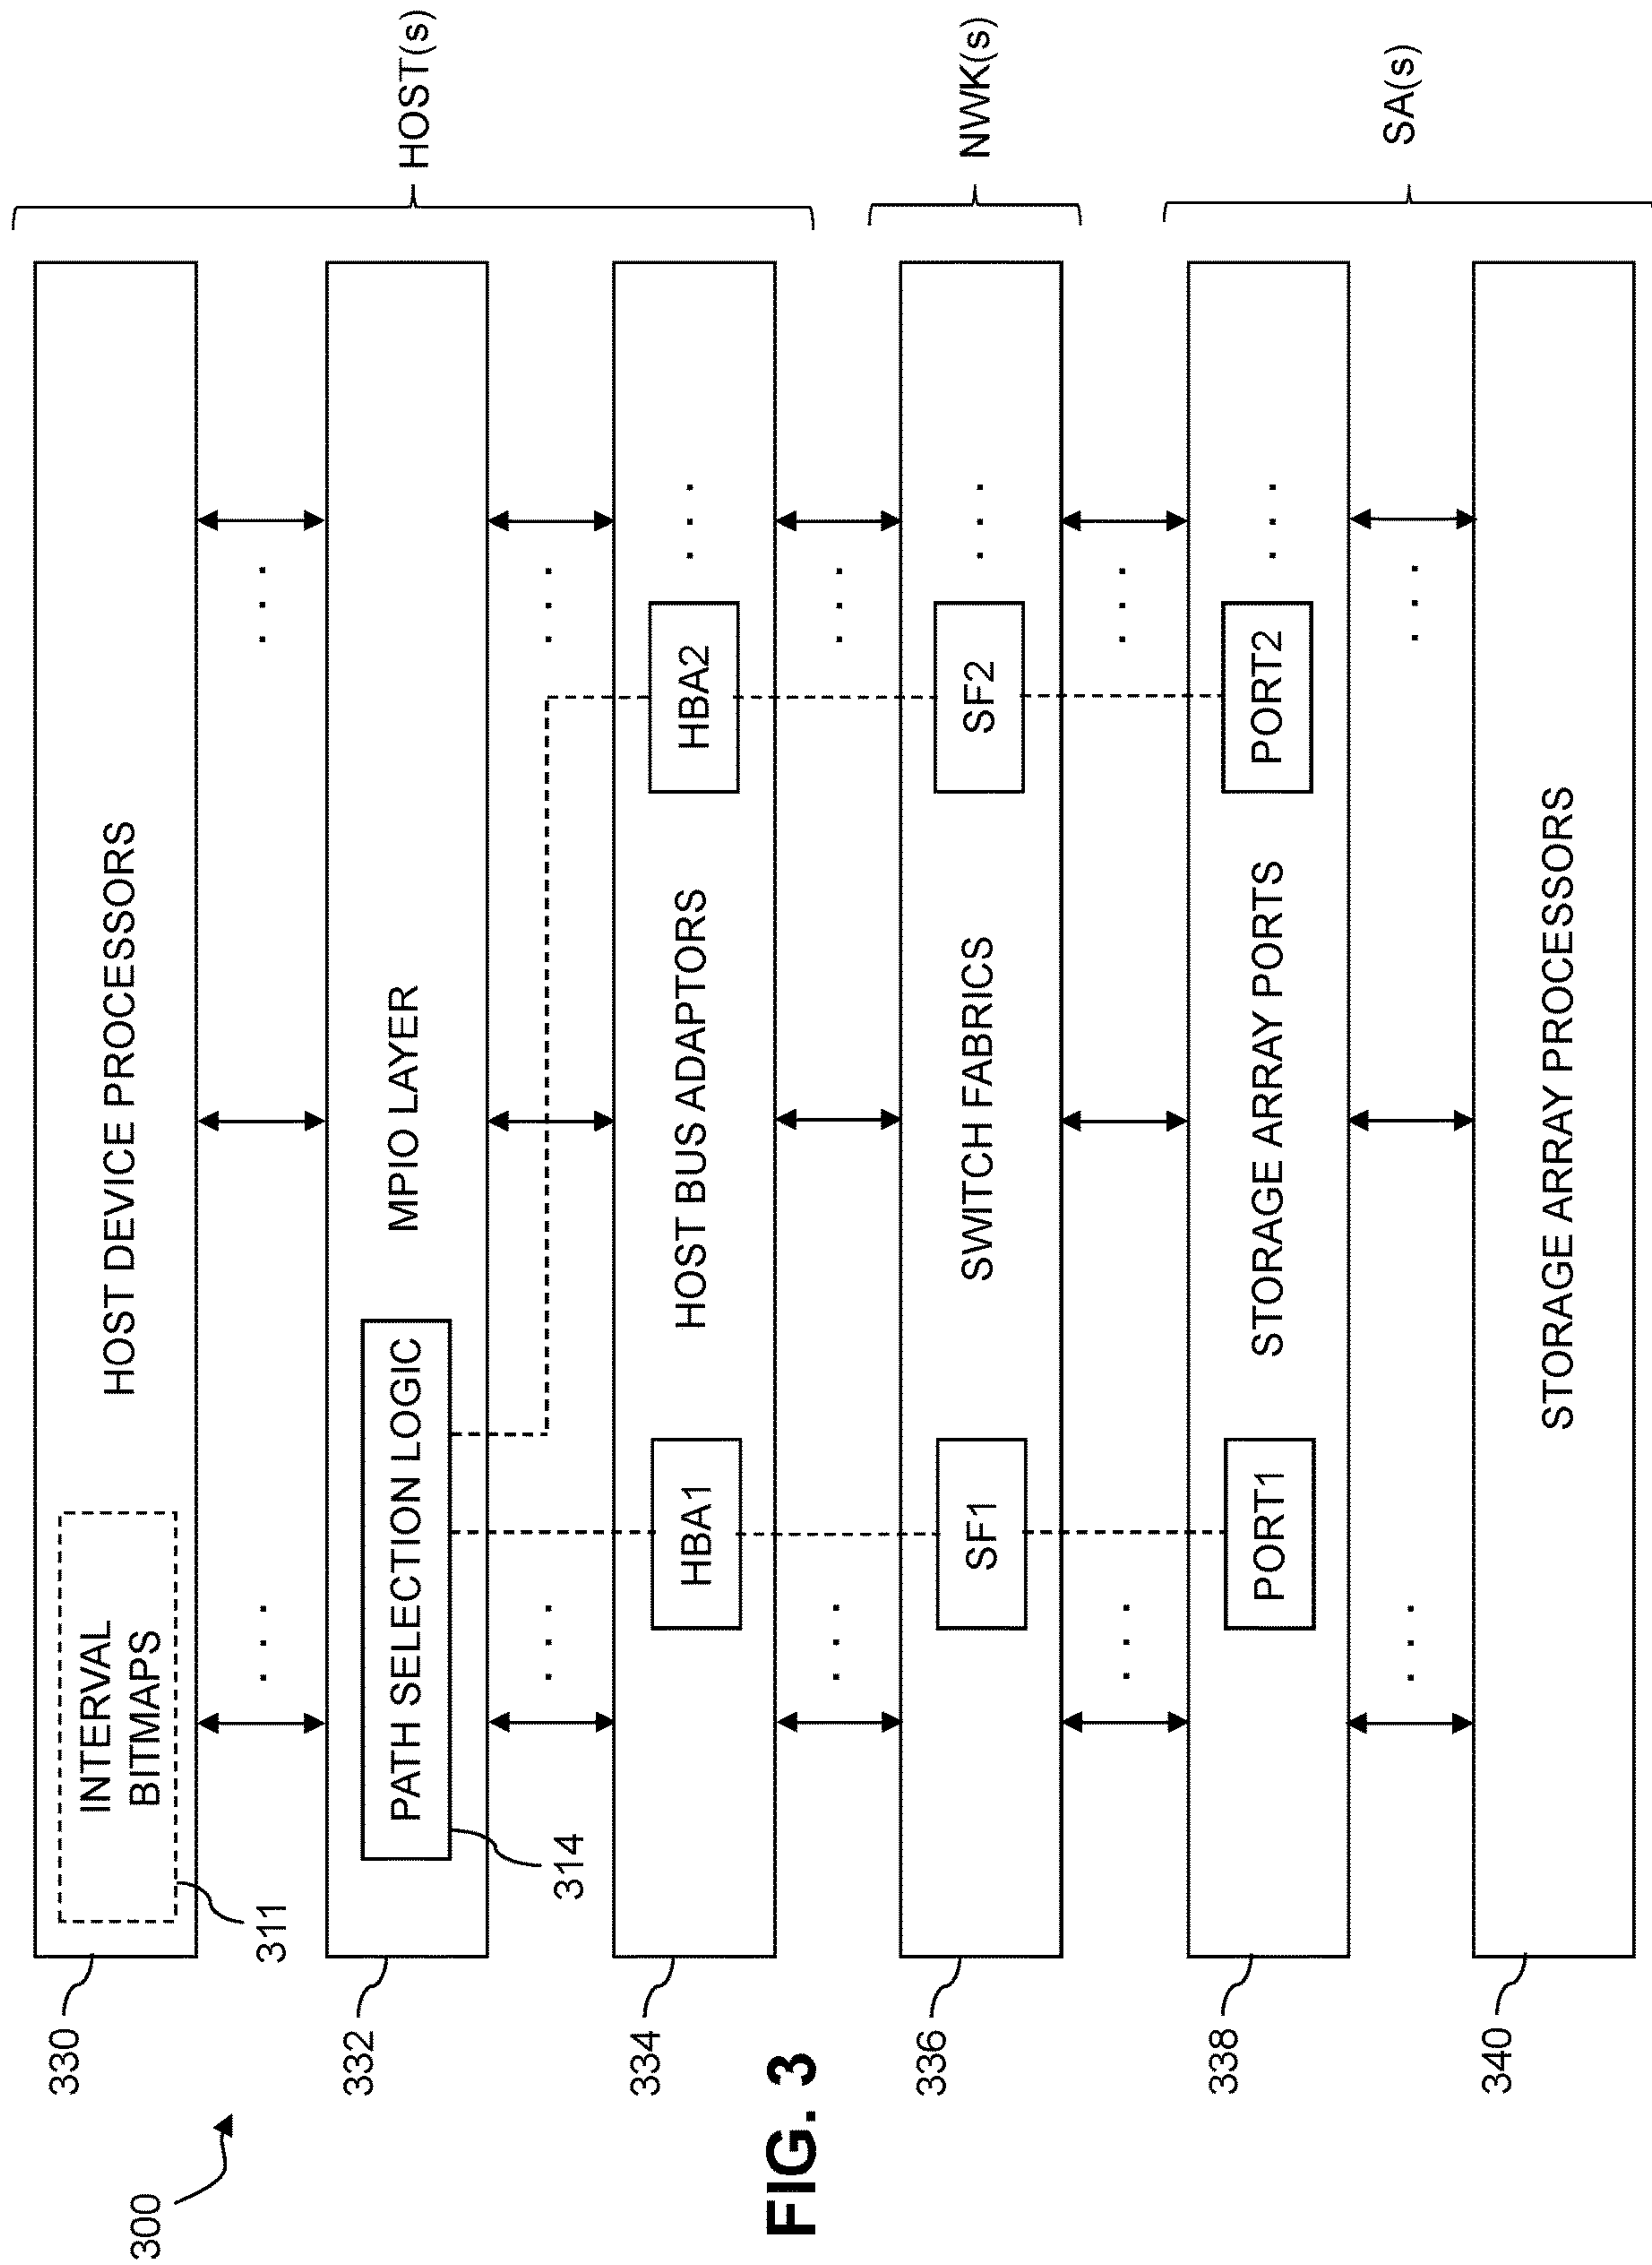 300
330
INTERVAL
BITMAPS
311
HOST DEVICE PROCESSORS
332
PATH SELECTION LOGIC
314
MPIO LAYER
334
HBA1
HOST BUS ADAPTORS
HBA2
. . .
HOST(s)
336
SF1
SWITCH FABRICS
SF2
. . .
NWK(s)
338
PORT1
STORAGE ARRAY PORTS
PORT2
. . .
340
STORAGE ARRAY PROCESSORS
SA(s)
FIG. 3